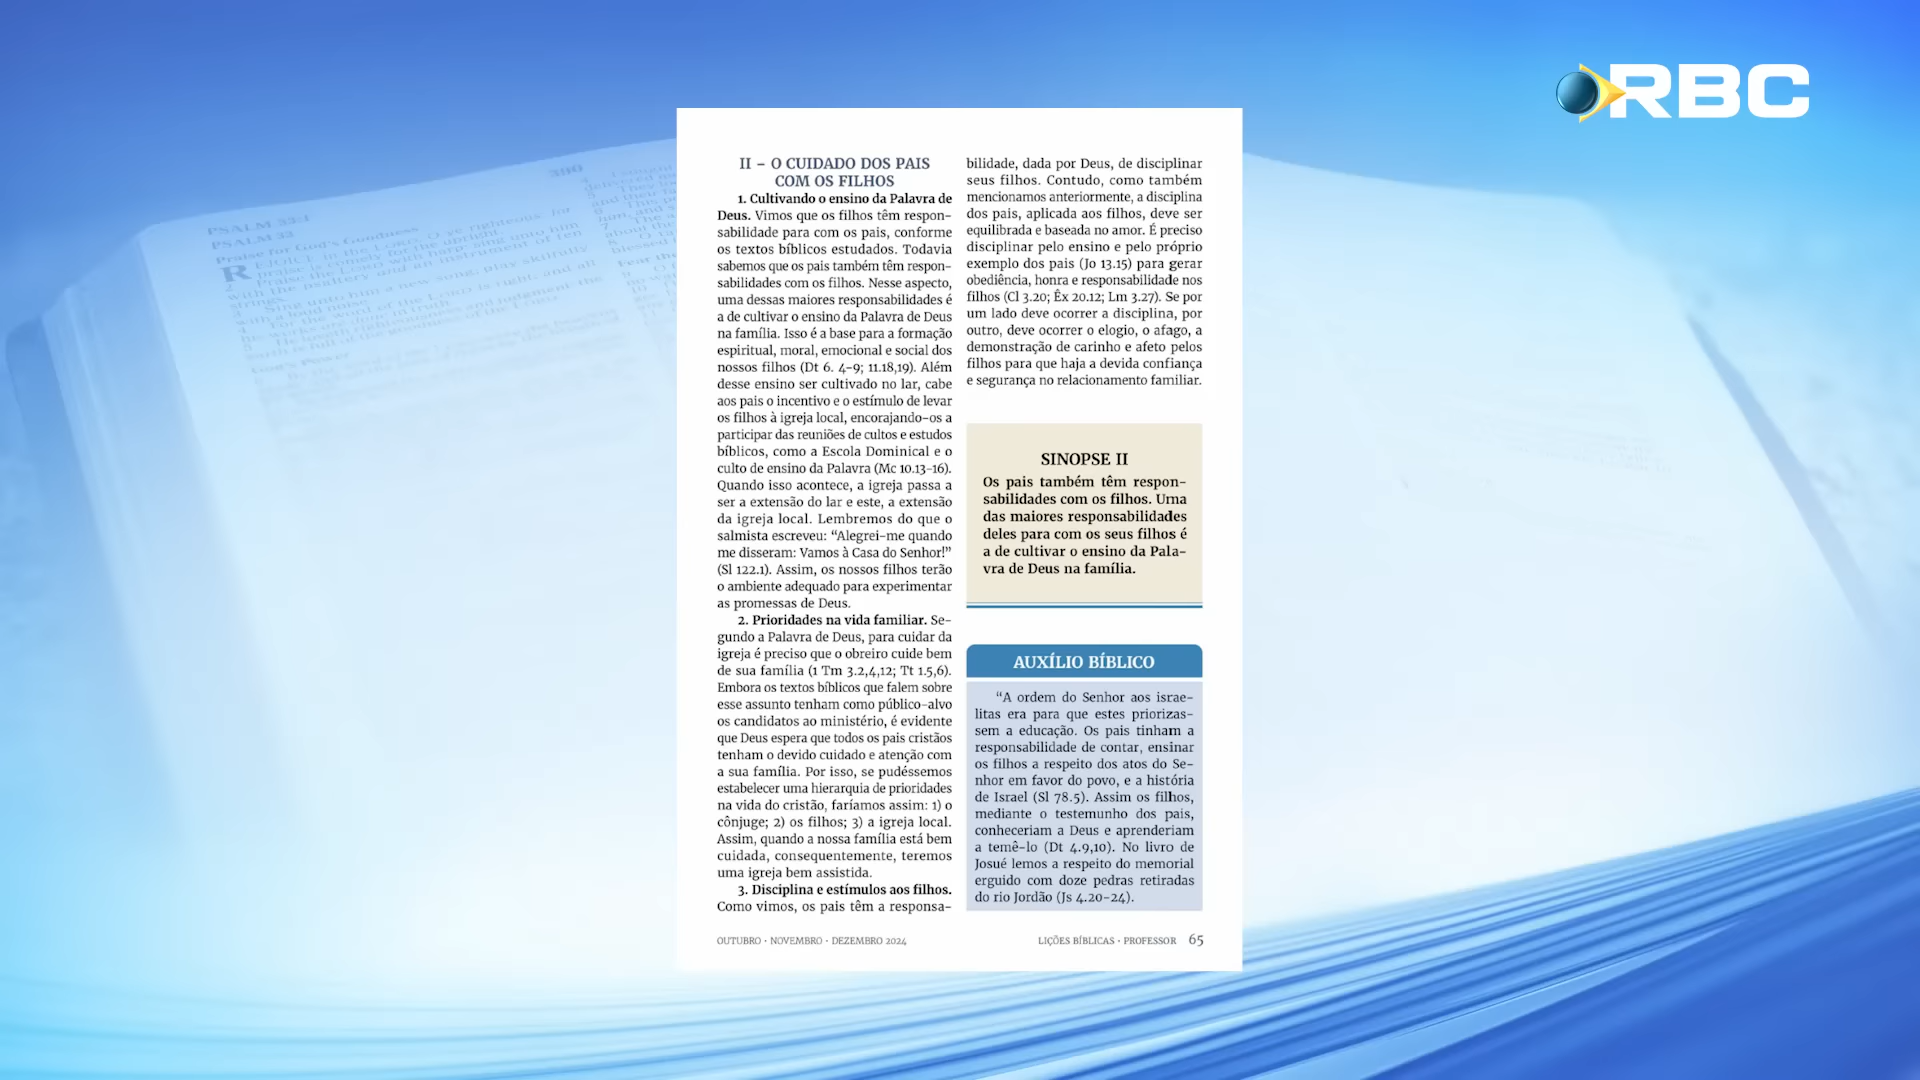 RBC
II – O CUIDADO DOS PAIS
COM OS FILHOS
1. Cultivando o ensino da Palavra de
Deus. Vimos que os filhos têm respon-
sabilidade para com os pais, conforme
os textos bíblicos estudados. Todavia
sabemos que os pais também têm respon-
sabilidades com os filhos. Nesse aspecto,
uma dessas maiores responsabilidades é
a de cultivar o ensino da Palavra de Deus
na família. Isso é a base para a formação
espiritual, moral, emocional e social dos
nossos filhos (Dt 6. 4-9; 11.18,19). Além
desse ensino ser cultivado no lar, cabe
aos pais o incentivo e o estímulo de levar
os filhos à igreja local, encorajando-os a
participar das reuniões de cultos e estudos
bíblicos, como a Escola Dominical e o
culto de ensino da Palavra (Mc 10.13-16).
Quando isso acontece, a igreja passa a
ser a extensão do lar e este, a extensão
da igreja local. Lembremos do que o
salmista escreveu: “Alegrei-me quando
me disseram: Vamos à Casa do Senhor!”
(Sl 122.1). Assim, os nossos filhos terão
o ambiente adequado para experimentar
as promessas de Deus.
2. Prioridades na vida familiar. Se-
gundo a Palavra de Deus, para cuidar da
igreja é preciso que o obreiro cuide bem
de sua família (1 Tm 3.2,4,12; Tt 1.5,6).
Embora os textos bíblicos que falem sobre
esse assunto tenham como público-alvo
os candidatos ao ministério, é evidente
que Deus espera que todos os pais cristãos
tenham o devido cuidado e atenção com
a sua família. Por isso, se pudéssemos
estabelecer uma hierarquia de prioridades
na vida do cristão, faríamos assim: 1) o
cônjuge; 2) os filhos; 3) a igreja local.
Assim, quando a nossa família está bem
cuidada, consequentemente, teremos
uma igreja bem assistida.
3. Disciplina e estímulos aos filhos.
Como vimos, os pais têm a responsa-
bilidade, dada por Deus, de disciplinar
seus filhos. Contudo, como também
mencionamos anteriormente, a disciplina
dos pais, aplicada aos filhos, deve ser
equilibrada e baseada no amor. É preciso
disciplinar pelo ensino e pelo próprio
exemplo dos pais (Jo 13.15) para gerar
obediência, honra e responsabilidade nos
filhos (Cl 3.20; Êx 20.12; Lm 3.27). Se por
um lado deve ocorrer a disciplina, por
outro, deve ocorrer o elogio, o afago, a
demonstração de carinho e afeto pelos
filhos para que haja a devida confiança
e segurança no relacionamento familiar.
SINOPSE II
Os pais também têm respon-
sabilidades com os filhos. Uma
das maiores responsabilidades
deles para com os seus filhos é
a de cultivar o ensino da Pala-
vra de Deus na família.
AUXÍLIO BÍBLICO
“A ordem do Senhor aos israe-
litas era para que estes priorizas-
sem a educação. Os pais tinham a
responsabilidade de contar, ensinar
os filhos a respeito dos atos do Se-
nhor em favor do povo, e a história
de Israel (Sl 78.5). Assim os filhos,
mediante o testemunho dos pais,
conheceriam a Deus e aprenderiam
a temê-lo (Dt 4.9,10). No livro de
Josué lemos a respeito do memorial
erguido com doze pedras retiradas
do rio Jordão (Js 4.20-24).
OUTUBRO · NOVEMBRO · DEZEMBRO 2024
LIÇÕES BÍBLICAS · PROFESSOR 65
380
PSALM 33:1
PSALM 33
Praise for God's Goodness